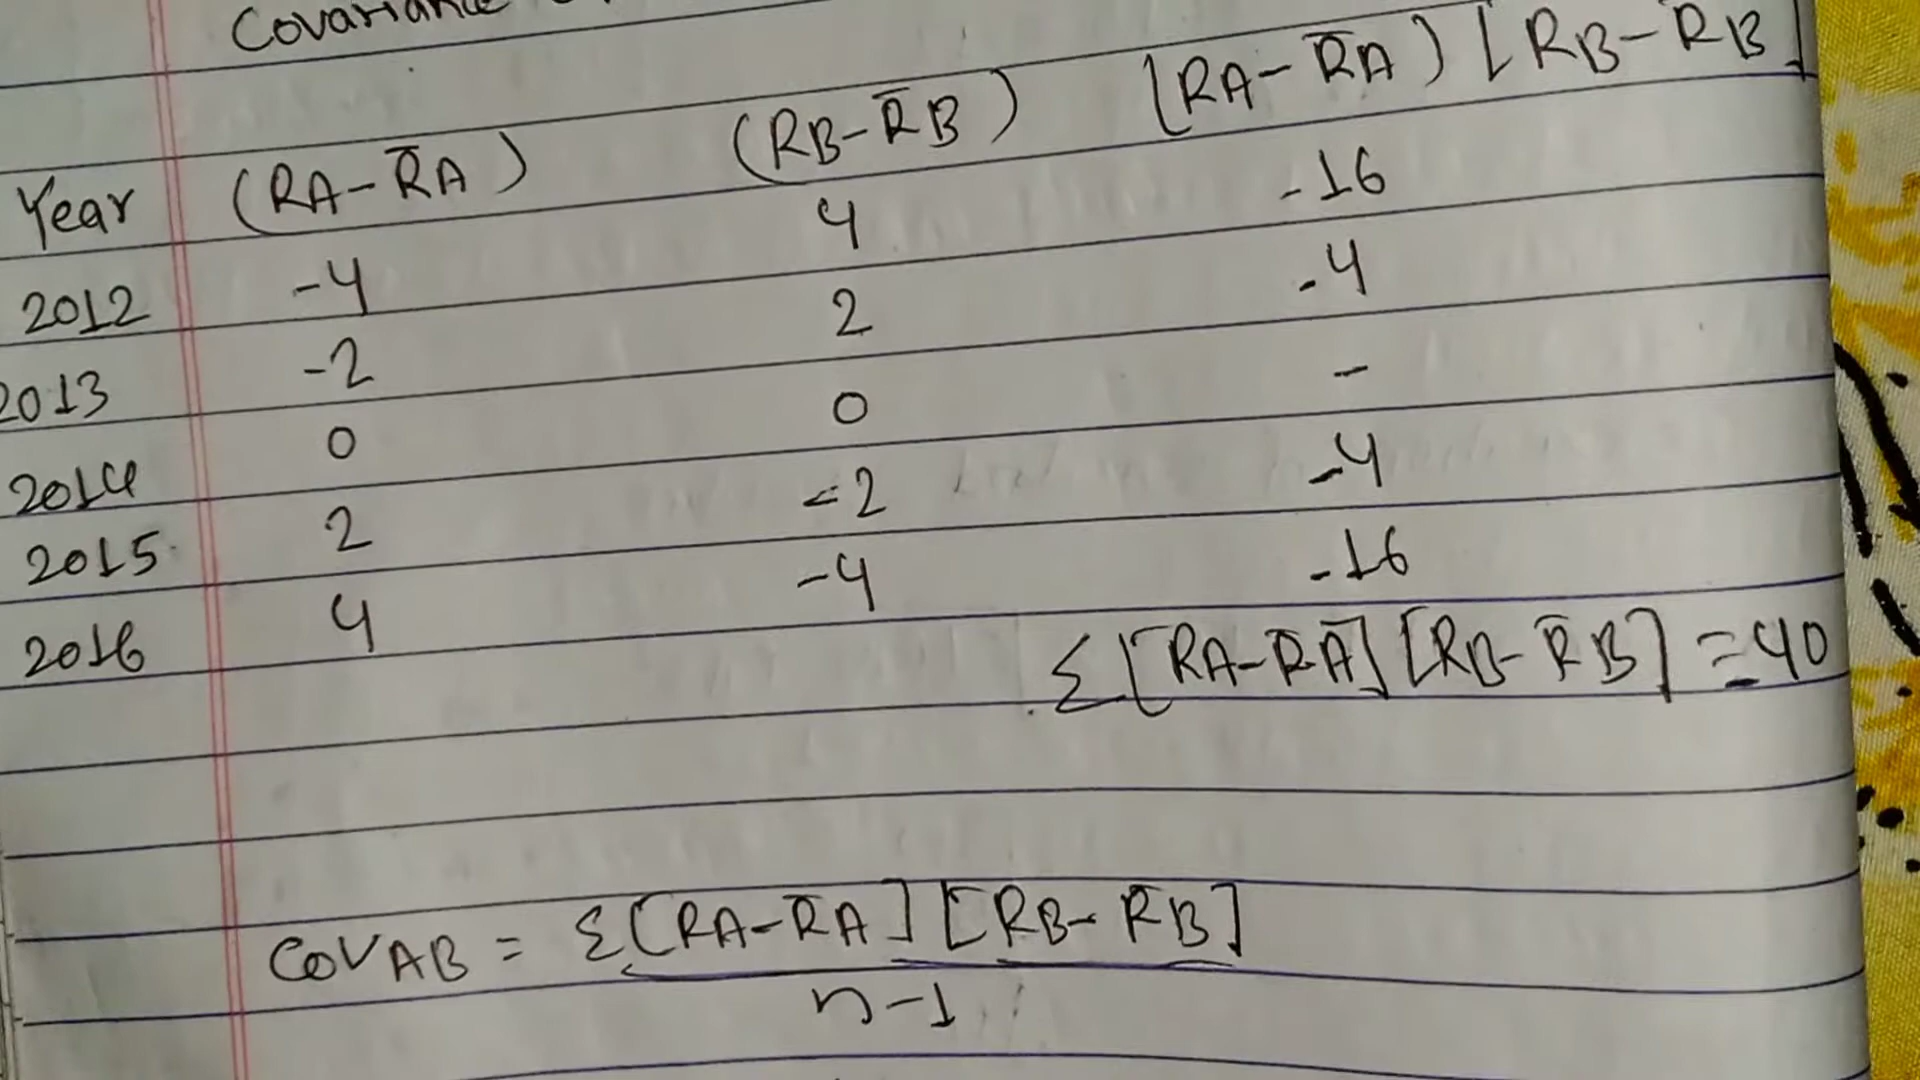 Covariance
Year (RA-R̅A) (RB-R̅B) [RA-R̅A) [RB-R̅B]
2012 -4 4 -16
2013 -2 2 -4
2014 0 0 -
2015 2 -2 -4
2016 4 -4 -16
Σ[RA-R̅A][RB-R̅B] = -40
COVAB = Σ[RA-R̅A][RB-R̅B]
n-1